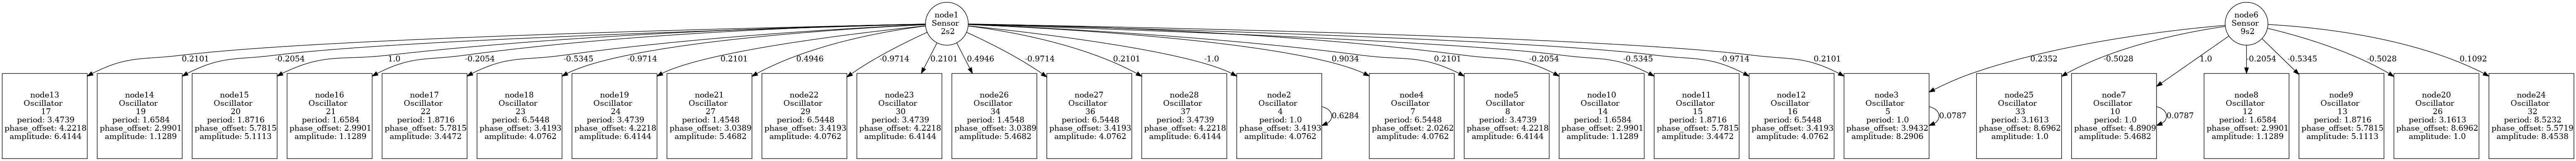 node1
Sensor
2s2
node6
Sensor
9s2
0.2101
-0.2054
1.0
-0.2054
-0.5345
-0.9714
0.2101
0.4946
-0.9714
0.2101
0.4946
-0.9714
0.2101
-1.0
0.9034
0.2101
-0.2054
-0.5345
-0.9714
0.2101
0.2352
-0.5028
1.0
-0.2054
-0.5345
-0.5028
0.1092
node13
Oscillator
17
period: 3.4739
phase_offset: 4.2218
amplitude: 6.4144
node14
Oscillator
19
period: 1.6584
phase_offset: 2.9901
amplitude: 1.1289
node15
Oscillator
20
period: 1.8716
phase_offset: 5.7815
amplitude: 5.1113
node16
Oscillator
21
period: 1.6584
phase_offset: 2.9901
amplitude: 1.1289
node17
Oscillator
22
period: 1.8716
phase_offset: 5.7815
amplitude: 3.4472
node18
Oscillator
23
period: 6.5448
phase_offset: 3.4193
amplitude: 4.0762
node19
Oscillator
24
period: 3.4739
phase_offset: 4.2218
amplitude: 6.4144
node21
Oscillator
27
period: 1.4548
phase_offset: 3.0389
amplitude: 5.4682
node22
Oscillator
29
period: 6.5448
phase_offset: 3.4193
amplitude: 4.0762
node23
Oscillator
30
period: 3.4739
phase_offset: 4.2218
amplitude: 6.4144
node26
Oscillator
34
period: 1.4548
phase_offset: 3.0389
amplitude: 5.4682
node27
Oscillator
36
period: 6.5448
phase_offset: 3.4193
amplitude: 4.0762
node28
Oscillator
37
period: 3.4739
phase_offset: 4.2218
amplitude: 6.4144
node2
Oscillator
4
period: 1.0
phase_offset: 3.4193
amplitude: 4.0762
0.6284
node4
Oscillator
7
period: 6.5448
phase_offset: 2.0262
amplitude: 4.0762
node5
Oscillator
8
period: 3.4739
phase_offset: 4.2218
amplitude: 6.4144
node10
Oscillator
14
period: 1.6584
phase_offset: 2.9901
amplitude: 1.1289
node11
Oscillator
15
period: 1.8716
phase_offset: 5.7815
amplitude: 3.4472
node12
Oscillator
16
period: 6.5448
phase_offset: 3.4193
amplitude: 4.0762
node3
Oscillator
5
period: 1.0
phase_offset: 3.9432
amplitude: 8.2906
0.0787
node25
Oscillator
33
period: 3.1613
phase_offset: 8.6962
amplitude: 1.0
node7
Oscillator
10
period: 1.0
phase_offset: 4.8909
amplitude: 5.4682
0.0787
node8
Oscillator
12
period: 1.6584
phase_offset: 2.9901
amplitude: 1.1289
node9
Oscillator
13
period: 1.8716
phase_offset: 5.7815
amplitude: 5.1113
node20
Oscillator
26
period: 3.1613
phase_offset: 8.6962
amplitude: 1.0
node24
Oscillator
32
period: 8.5232
phase_offset: 5.5719
amplitude: 8.4538